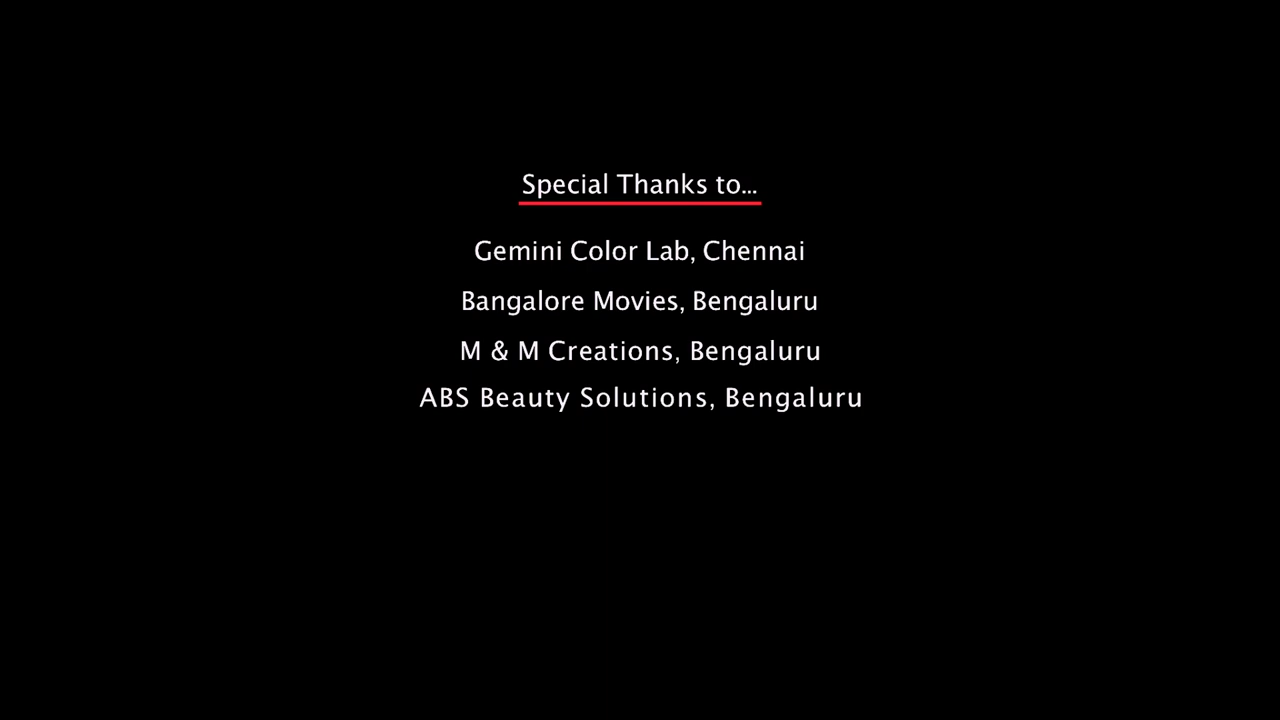 Special Thanks to...
Gemini Color Lab, Chennai
Bangalore Movies, Bengaluru
M & M Creations, Bengaluru
ABS Beauty Solutions, Bengaluru